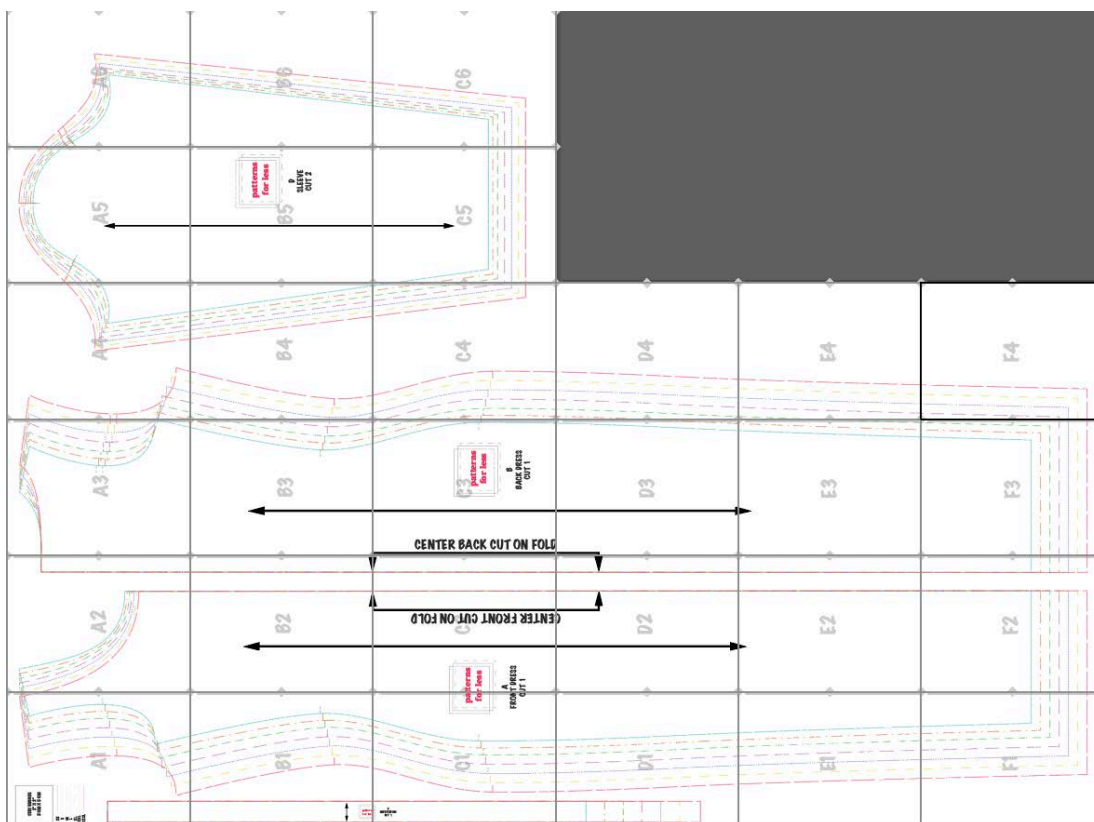 A6
B6
C6
patterns
for less
D
SLEEVE
CUT 2
A5
B5
C5
A4
B4
C4
D4
E4
F4
patterns
for less
B
BACK DRESS
CUT 1
A3
B3
C3
D3
E3
F3
CENTER BACK CUT ON FOLD
CENTER FRONT CUT ON FOLD
A2
B2
C2
D2
E2
F2
patterns
for less
A
FRONT DRESS
CUT 1
A1
B1
C1
D1
E1
F1